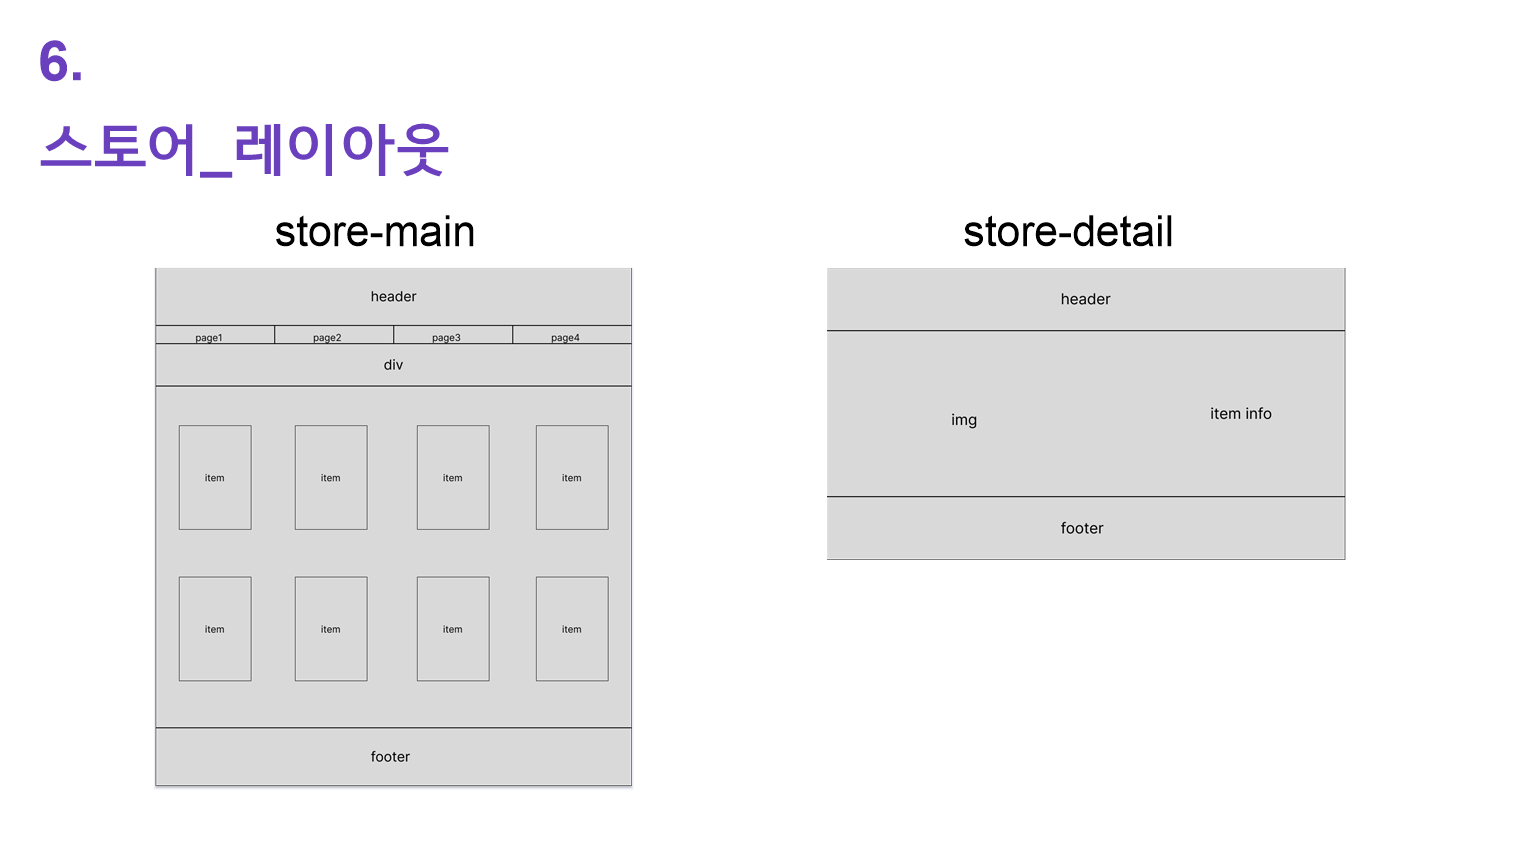 6.
스토어_레이아웃
store-main
header
page1 page2 page3 page4
div
item item item item
item item item item
footer
store-detail
header
img item info
footer